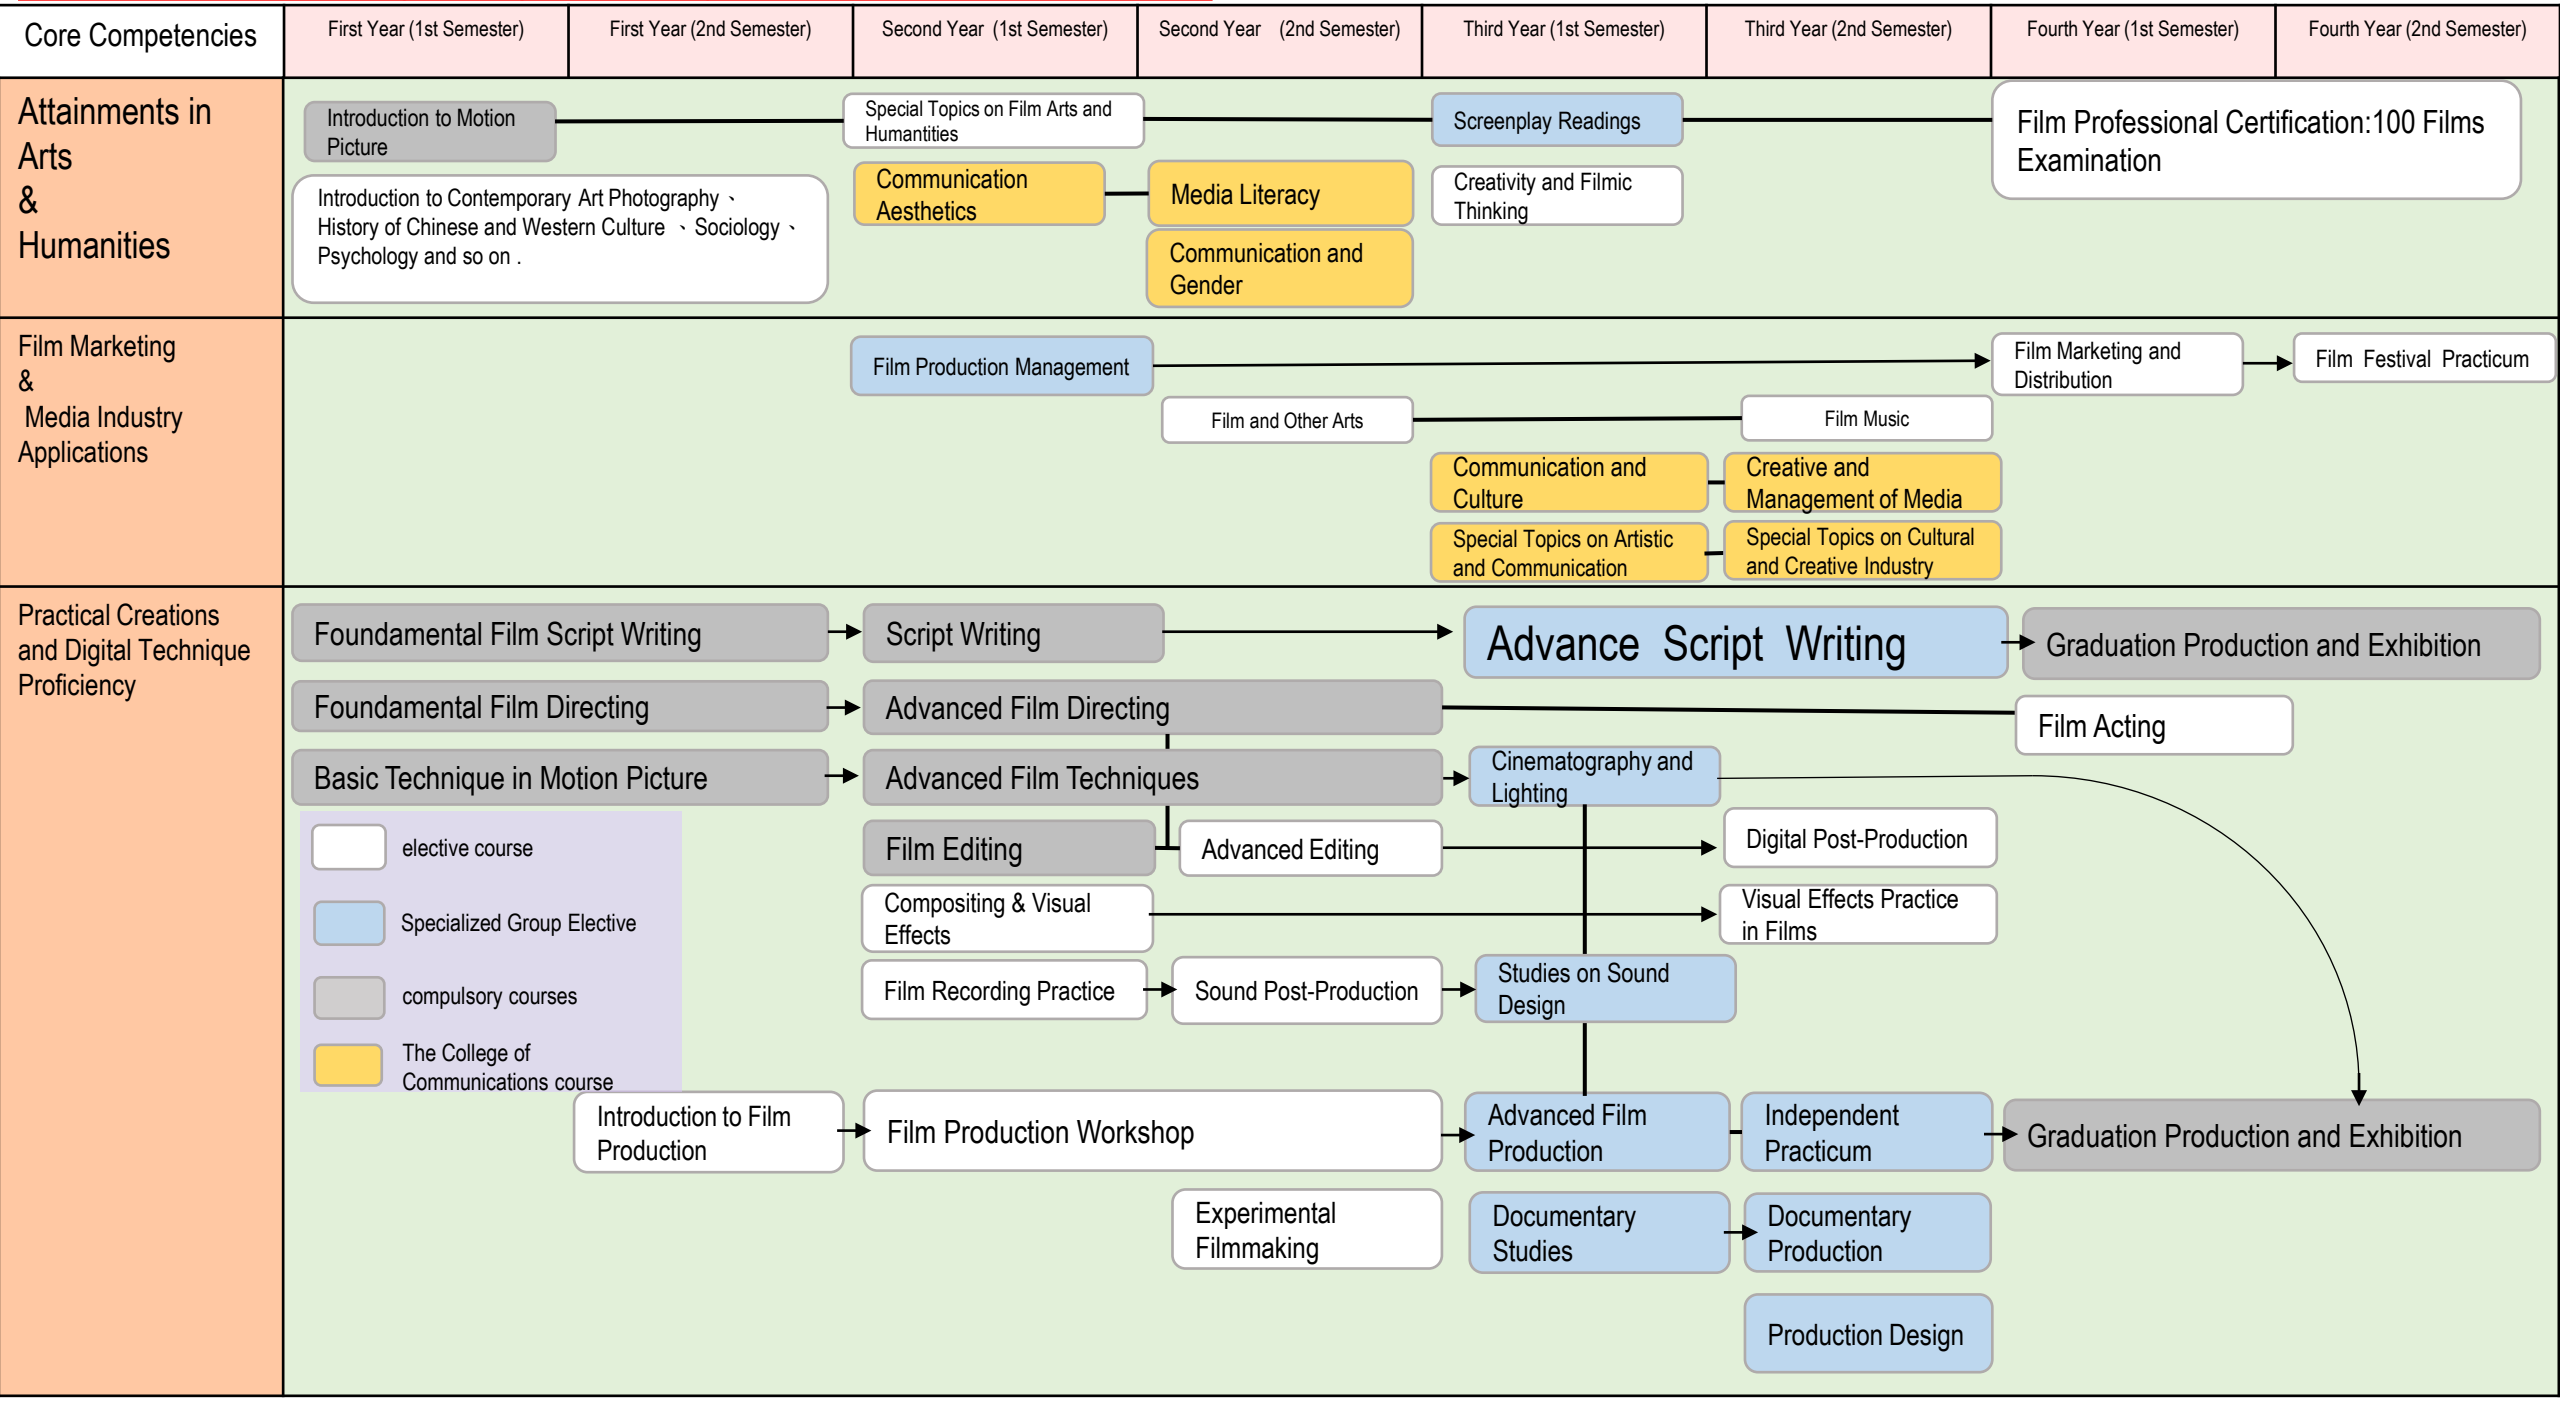 Core Competencies
First Year (1st Semester)
First Year (2nd Semester)
Second Year (1st Semester)
Second Year (2nd Semester)
Third Year (1st Semester)
Third Year (2nd Semester)
Fourth Year (1st Semester)
Fourth Year (2nd Semester)
Attainments in
Arts
&
Humanities
Introduction to Motion
Picture
Special Topics on Film Arts and
Humantities
Screenplay Readings
Film Professional Certification:100 Films
Examination
Introduction to Contemporary Art Photography、
History of Chinese and Western Culture 、Sociology、
Psychology and so on .
Communication
Aesthetics
Media Literacy
Creativity and Filmic
Thinking
Communication and
Gender
Film Marketing
&
Media Industry
Applications
Film Production Management
Film Marketing and
Distribution
Film Festival Practicum
Film and Other Arts
Film Music
Communication and
Culture
Creative and
Management of Media
Special Topics on Artistic
and Communication
Special Topics on Cultural
and Creative Industry
Practical Creations
and Digital Technique
Proficiency
Foundamental Film Script Writing
Script Writing
Advance Script Writing
Graduation Production and Exhibition
Foundamental Film Directing
Advanced Film Directing
Film Acting
Basic Technique in Motion Picture
Advanced Film Techniques
Cinematography and
Lighting
elective course
Film Editing
Advanced Editing
Digital Post-Production
Specialized Group Elective
Compositing & Visual
Effects
Visual Effects Practice
in Films
compulsory courses
Film Recording Practice
Sound Post-Production
Studies on Sound
Design
The College of
Communications course
Introduction to Film
Production
Film Production Workshop
Advanced Film
Production
Independent
Practicum
Graduation Production and Exhibition
Experimental
Filmmaking
Documentary
Studies
Documentary
Production
Production Design